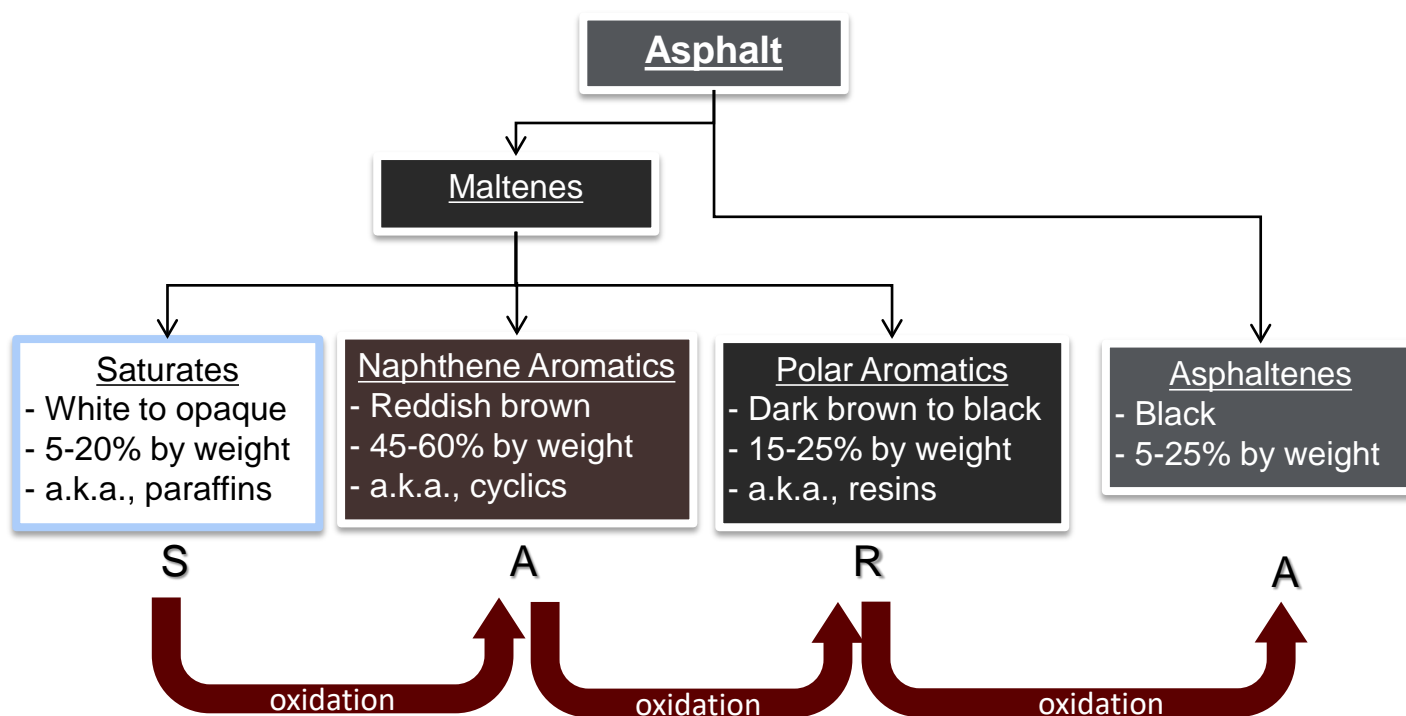 Asphalt
Maltenes
Saturates
- White to opaque
- 5-20% by weight
- a.k.a., paraffins
Naphthene Aromatics
- Reddish brown
- 45-60% by weight
- a.k.a., cyclics
Polar Aromatics
- Dark brown to black
- 15-25% by weight
- a.k.a., resins
Asphaltenes
- Black
- 5-25% by weight
S
A
R
A
oxidation
oxidation
oxidation